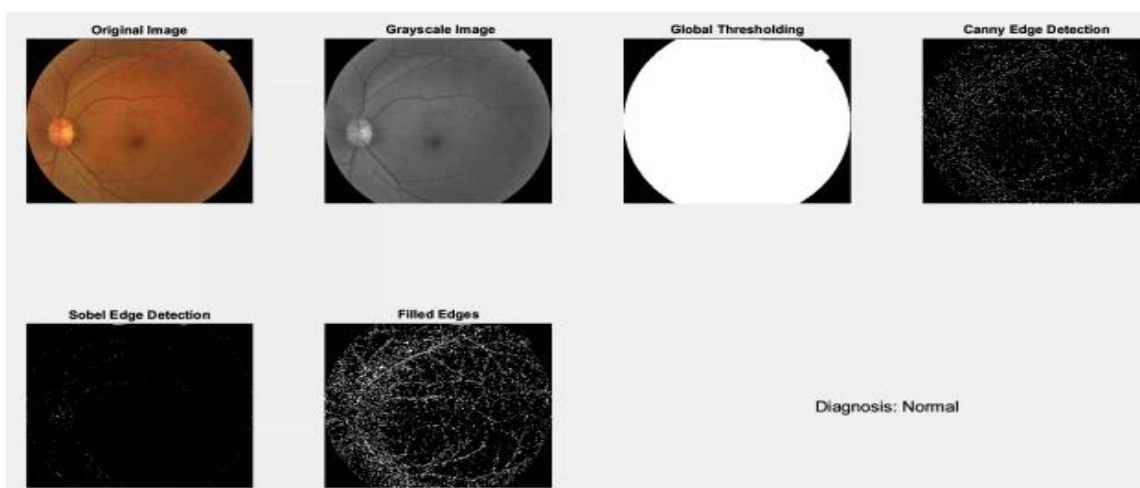 Original Image
Grayscale Image
Global Thresholding
Canny Edge Detection
Sobel Edge Detection
Filled Edges
Diagnosis: Normal